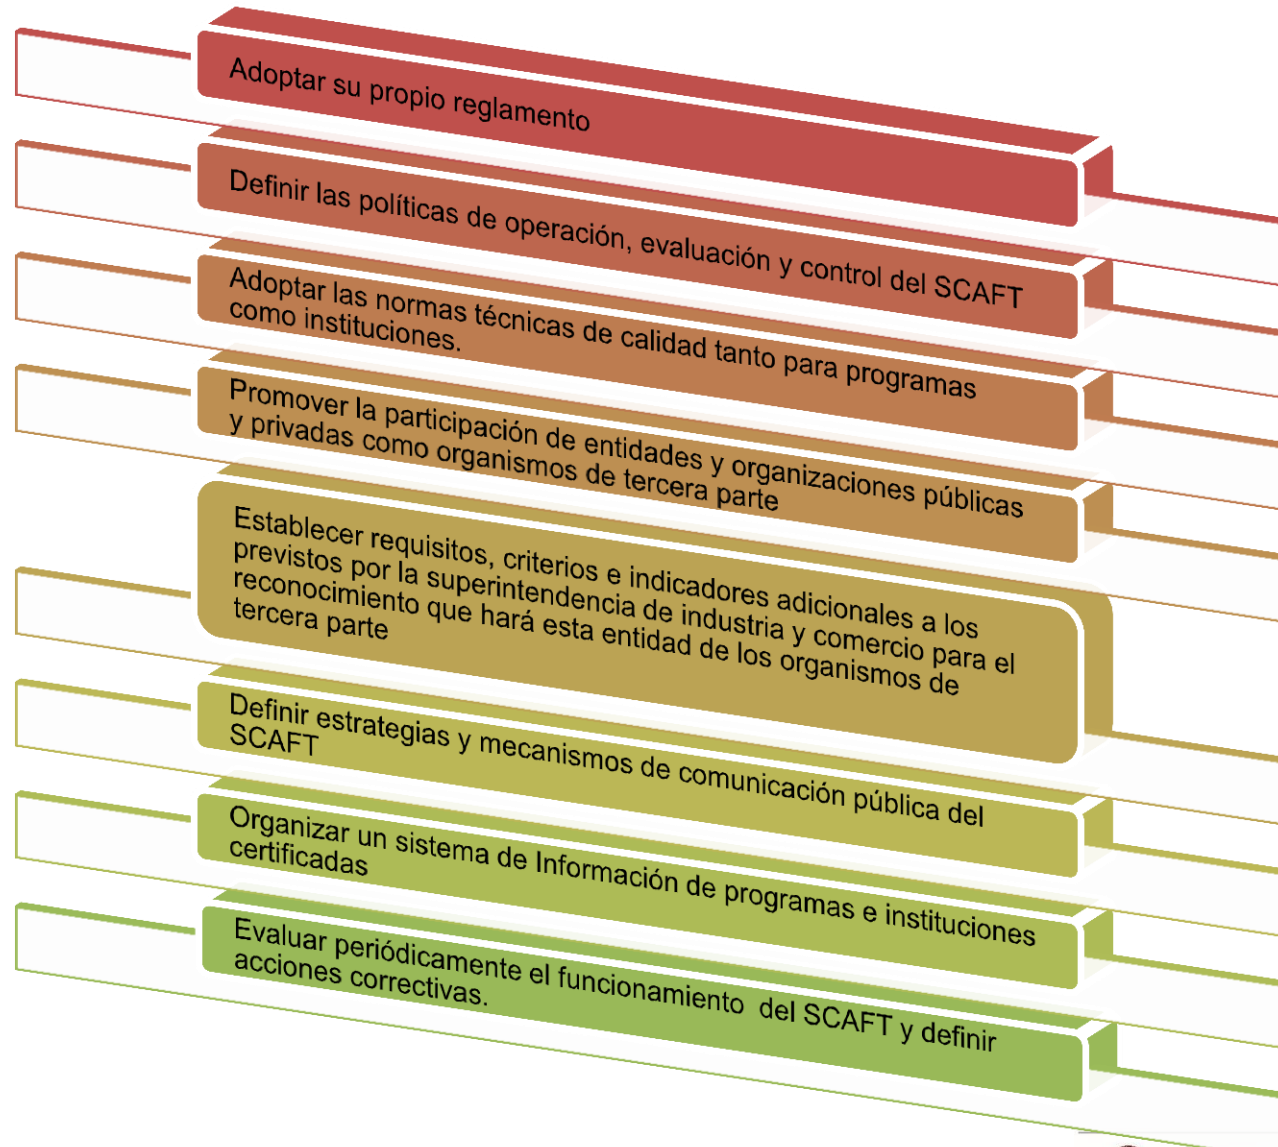 Adoptar su propio reglamento
Definir las políticas de operación, evaluación y control del SCAFT
Adoptar las normas técnicas de calidad tanto para programas
como instituciones.
Promover la participación de entidades y organizaciones públicas
y privadas como organismos de tercera parte
Establecer requisitos, criterios e indicadores adicionales a los
previstos por la superintendencia de industria y comercio para el
reconocimiento que hará esta entidad de los organismos de
tercera parte
Definir estrategias y mecanismos de comunicación pública del
SCAFT
Organizar un sistema de Información de programas e instituciones
certificadas
Evaluar periódicamente el funcionamiento  del SCAFT y definir
acciones correctivas.